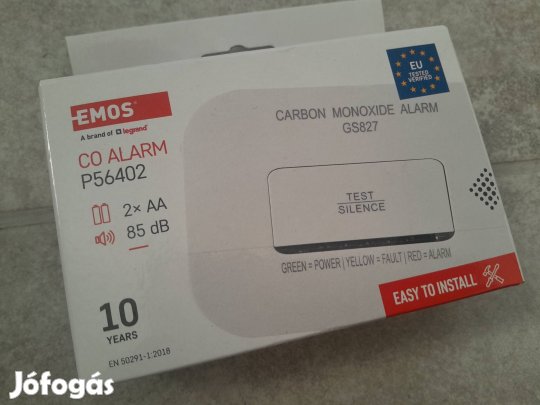 EMOS
A brand of legrand
CO ALARM
P56402
2× AA
85 dB
10
YEARS
EN 50291-1:2018
EU
TESTED
VERIFIED
CARBON MONOXIDE ALARM
GS827
TEST
SILENCE
GREEN = POWER | YELLOW = FAULT | RED = ALARM
EASY TO INSTALL
Jófogás